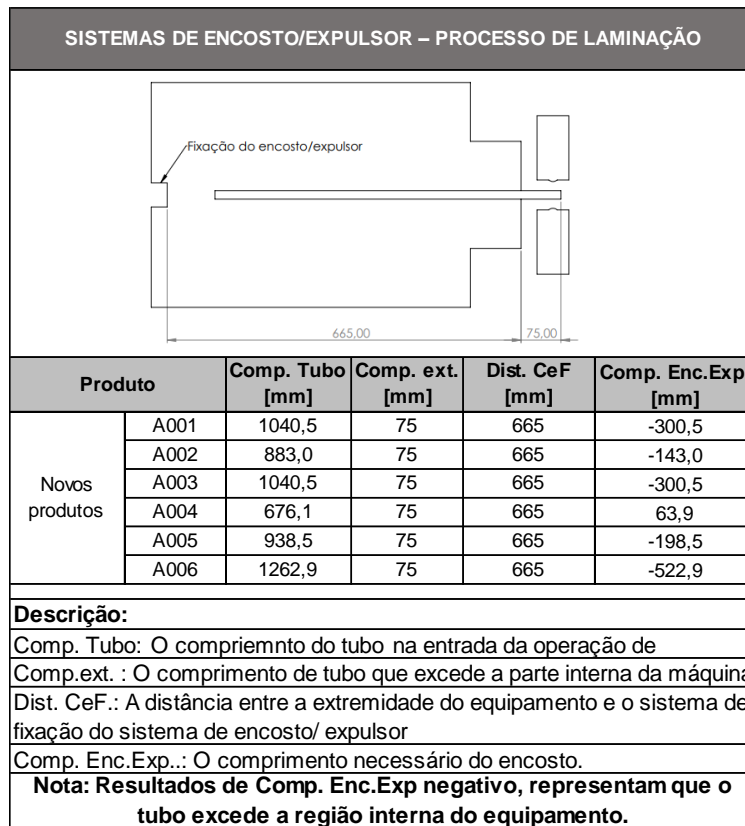 SISTEMAS DE ENCOSTO/EXPULSOR – PROCESSO DE LAMINAÇÃO
Fixação do encosto/expulsor
665,00 75,00
Produto Comp. Tubo [mm] Comp. ext. [mm] Dist. CeF [mm] Comp. Enc.Exp [mm]
Novos produtos
A001 1040,5 75 665 -300,5
A002 883,0 75 665 -143,0
A003 1040,5 75 665 -300,5
A004 676,1 75 665 63,9
A005 938,5 75 665 -198,5
A006 1262,9 75 665 -522,9
Descrição:
Comp. Tubo: O compriemnto do tubo na entrada da operação de
Comp.ext. : O comprimento de tubo que excede a parte interna da máquina
Dist. CeF.: A distância entre a extremidade do equipamento e o sistema de
fixação do sistema de encosto/ expulsor
Comp. Enc.Exp..: O comprimento necessário do encosto.
Nota: Resultados de Comp. Enc.Exp negativo, representam que o
tubo excede a região interna do equipamento.